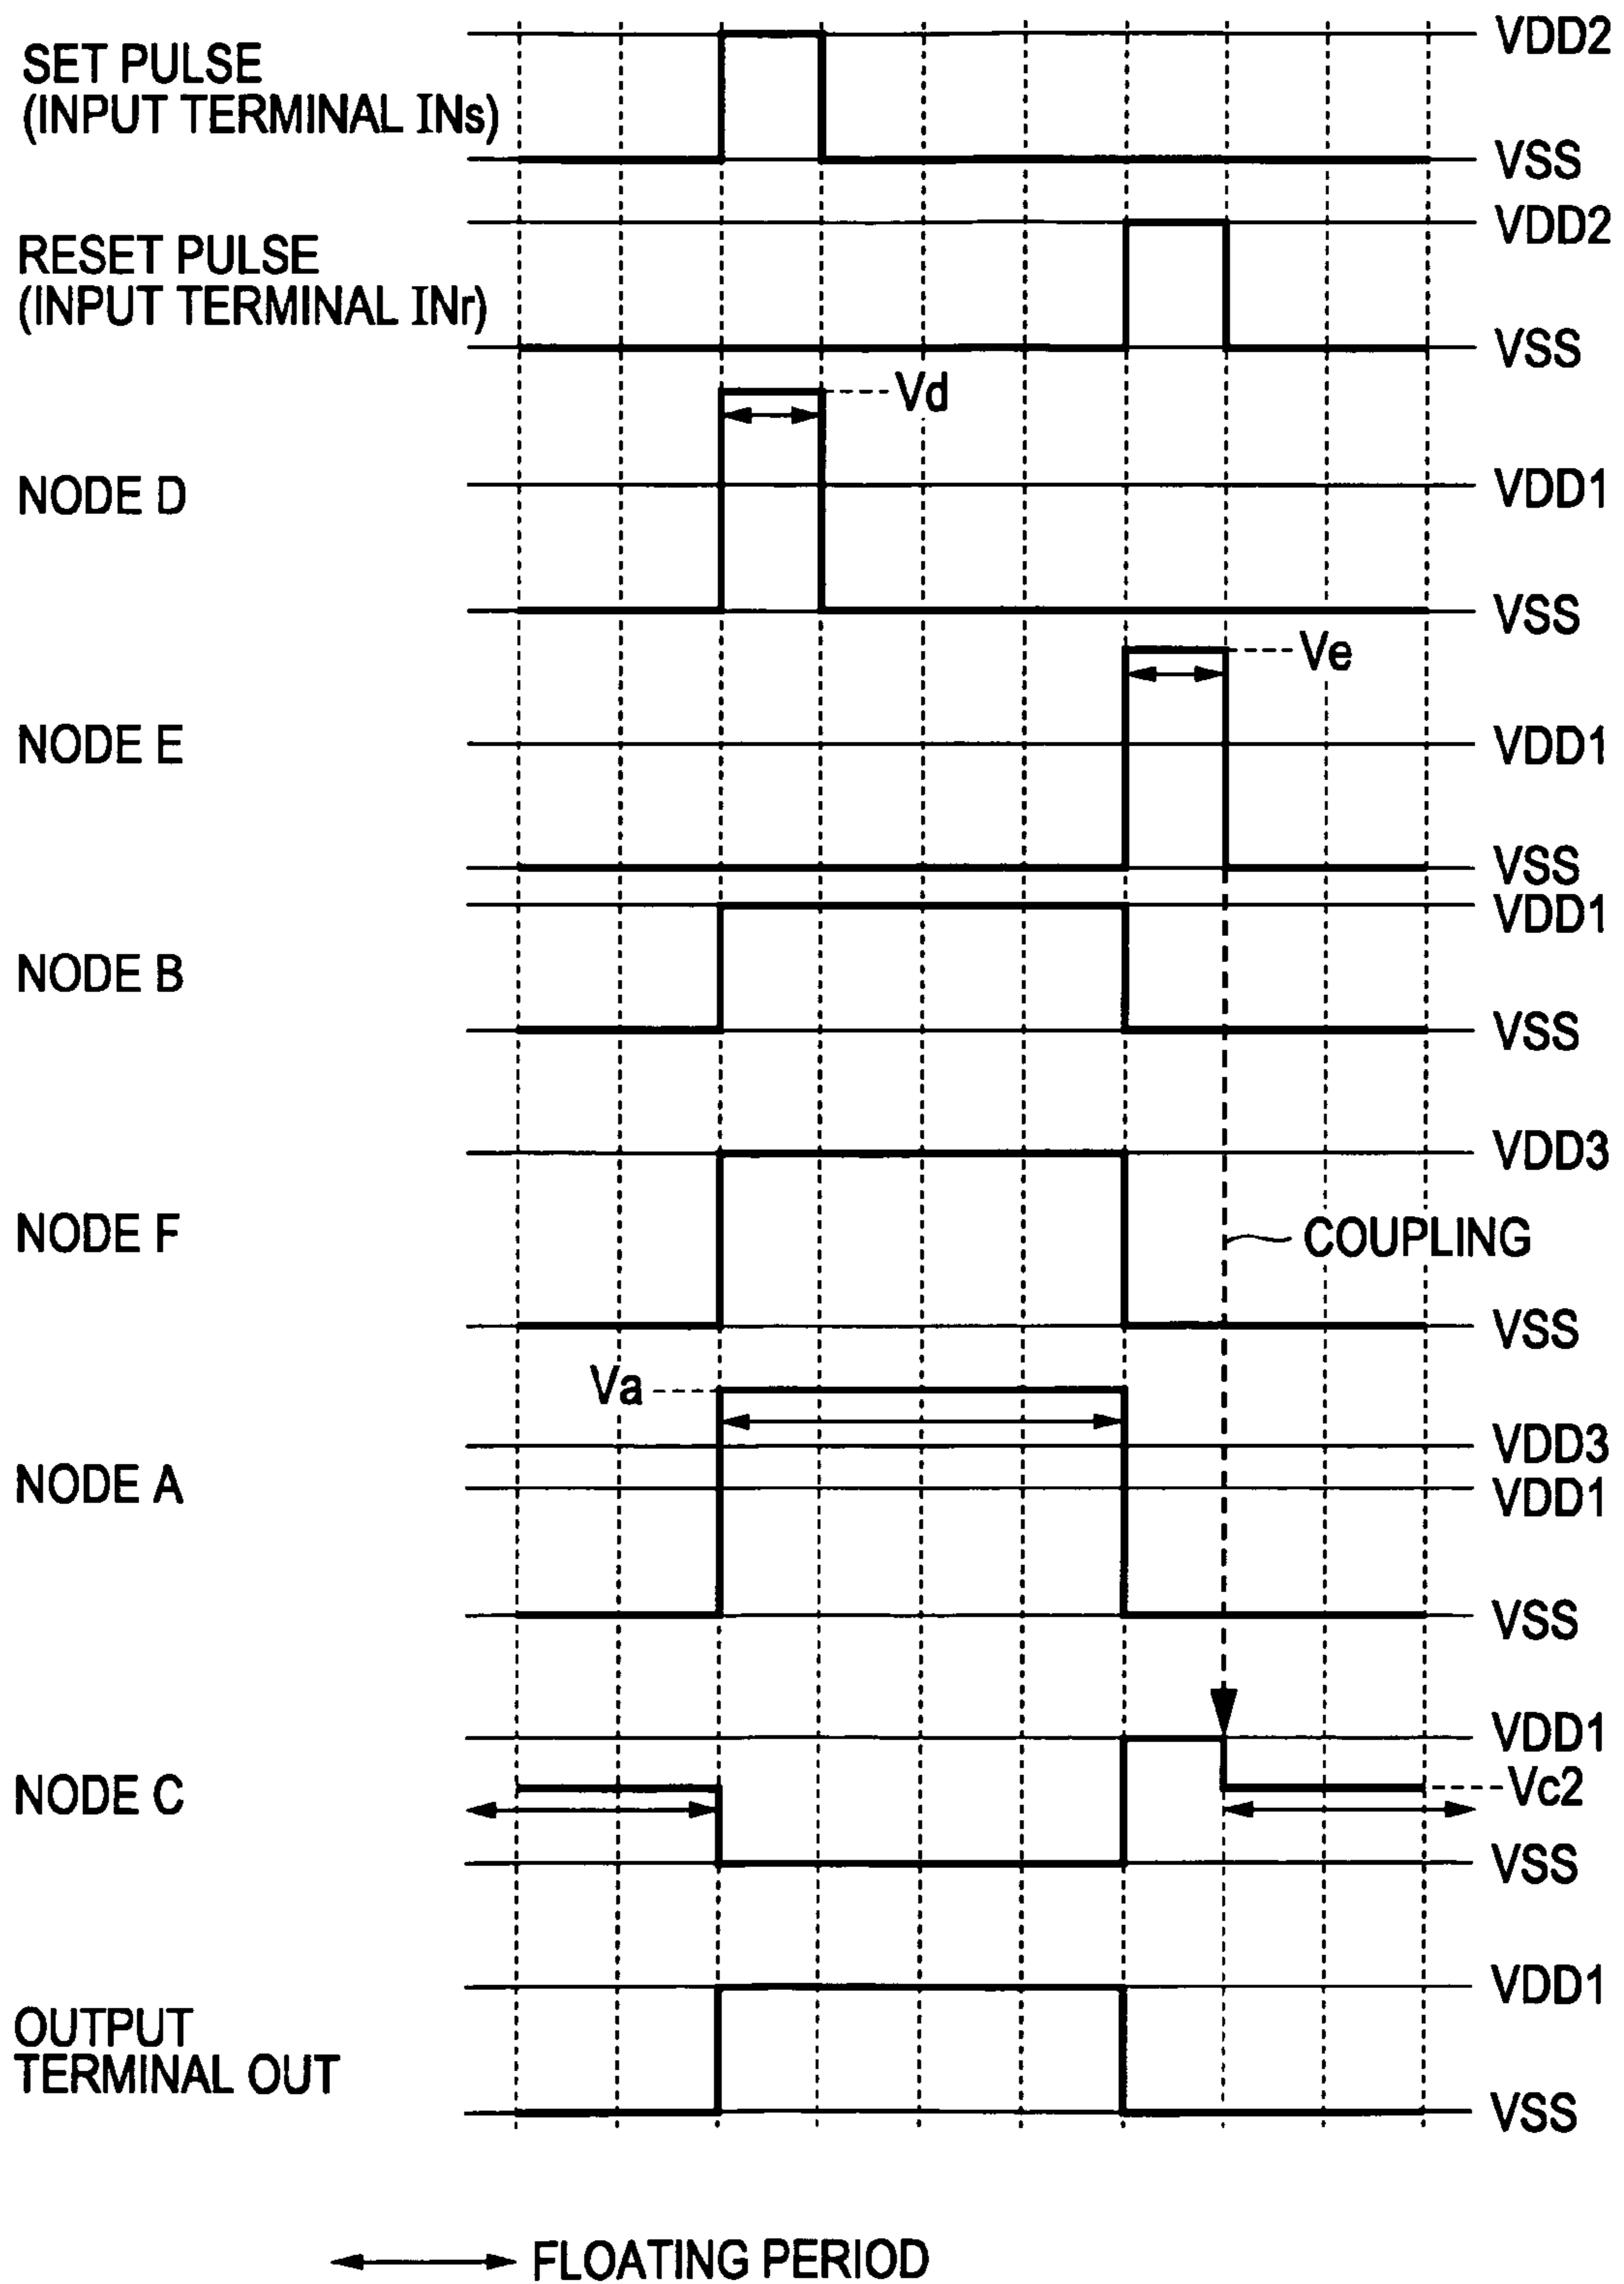 VDD2
SET PULSE
(INPUT TERMINAL INs)
VSS
VDD2
RESET PULSE
(INPUT TERMINAL INr)
VSS
Vd
NODE D
VDD1
VSS
Ve
NODE E
VDD1
VSS
VDD1
NODE B
VSS
VDD3
NODE F
COUPLING
VSS
Va
VDD3
NODE A
VDD1
VSS
VDD1
NODE C
Vc2
VSS
VDD1
OUTPUT
TERMINAL OUT
VSS
FLOATING PERIOD